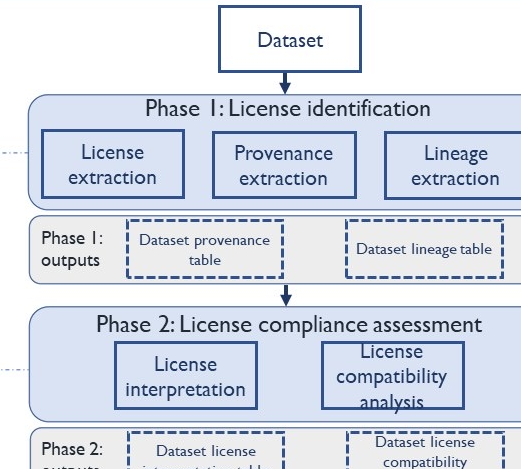 Dataset
Phase 1: License identification
License
extraction
Provenance
extraction
Lineage
extraction
Phase 1:
outputs
Dataset provenance
table
Dataset lineage table
Phase 2: License compliance assessment
License
interpretation
License
compatibility
analysis
Phase 2:
outputs
Dataset license
Dataset license
compatibility